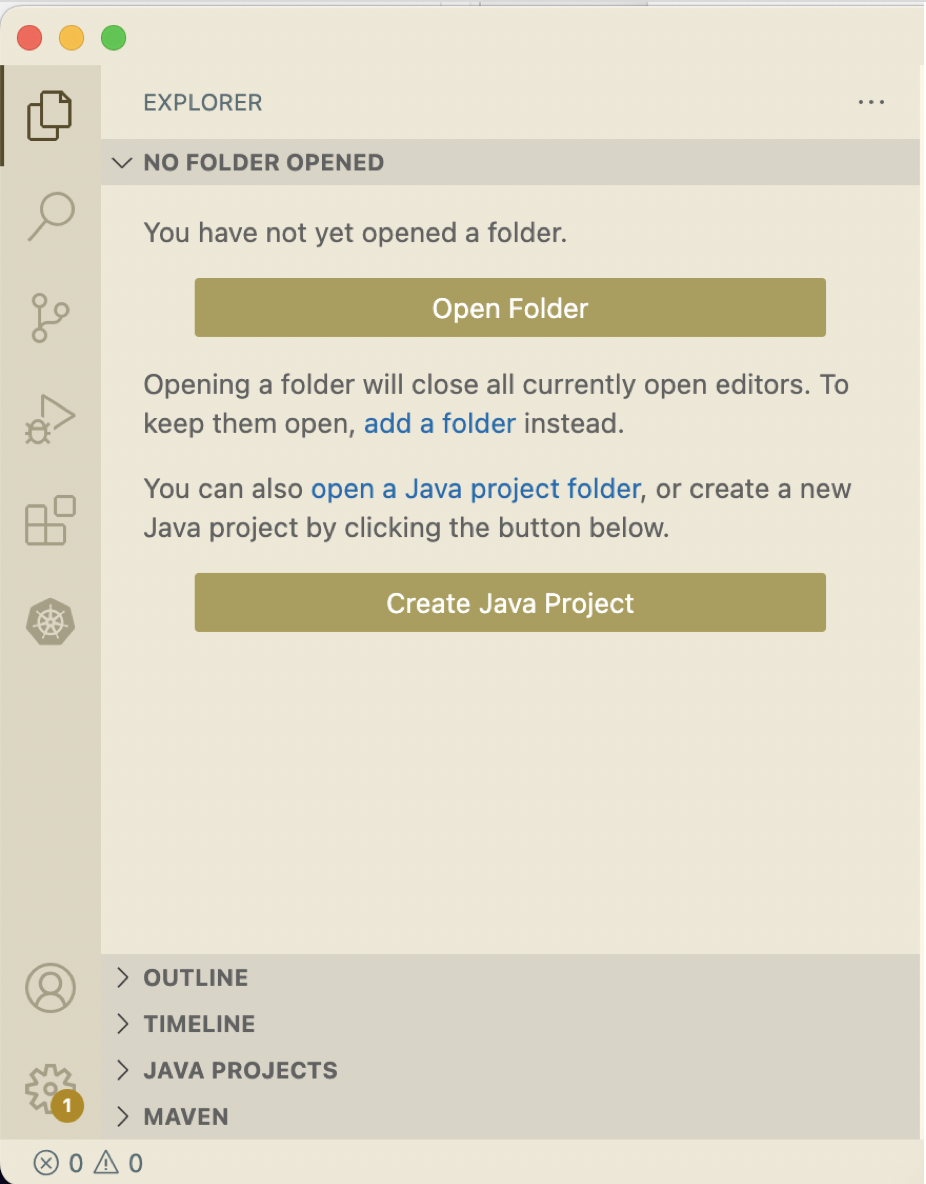 EXPLORER
NO FOLDER OPENED
You have not yet opened a folder.
Open Folder
Opening a folder will close all currently open editors. To
keep them open, add a folder instead.
You can also open a Java project folder, or create a new
Java project by clicking the button below.
Create Java Project
OUTLINE
TIMELINE
JAVA PROJECTS
1
MAVEN
0 0